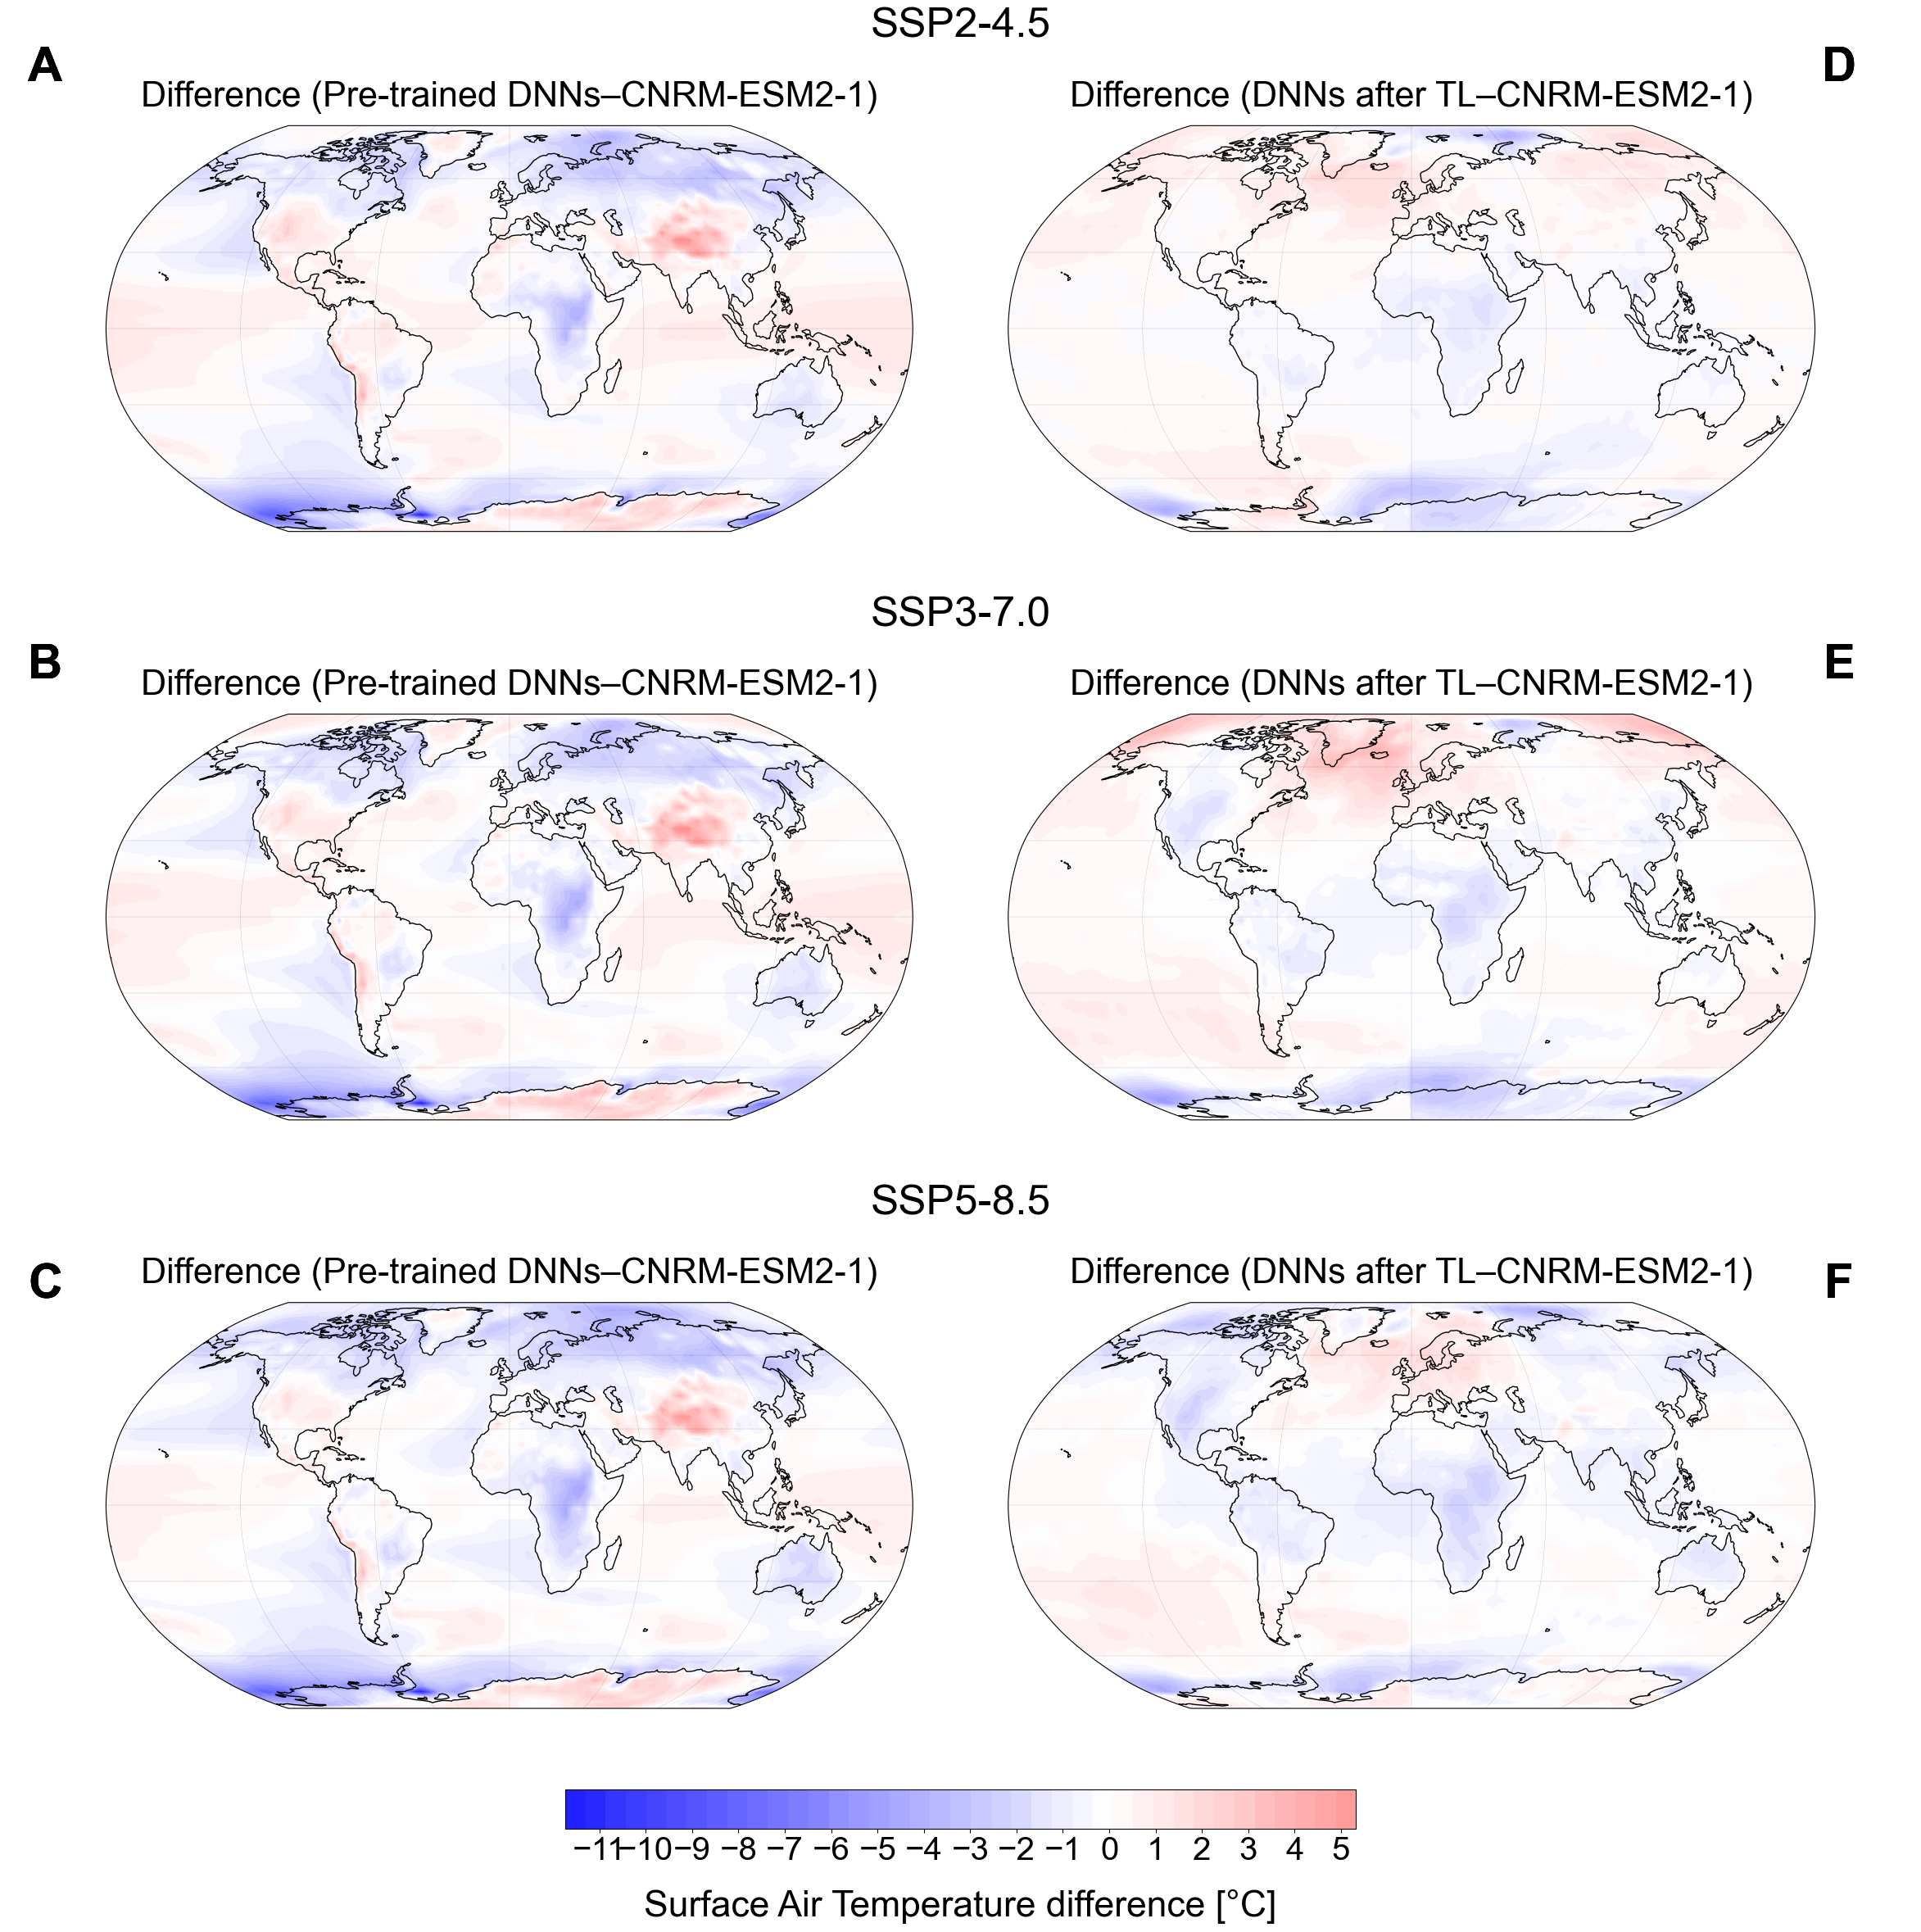 SSP2-4.5
A
D
Difference (Pre-trained DNNs–CNRM-ESM2-1)
Difference (DNNs after TL–CNRM-ESM2-1)
SSP3-7.0
B
E
Difference (Pre-trained DNNs–CNRM-ESM2-1)
Difference (DNNs after TL–CNRM-ESM2-1)
SSP5-8.5
C
F
Difference (Pre-trained DNNs–CNRM-ESM2-1)
Difference (DNNs after TL–CNRM-ESM2-1)
−11 −10 −9 −8 −7 −6 −5 −4 −3 −2 −1 0 1 2 3 4 5
Surface Air Temperature difference [°C]